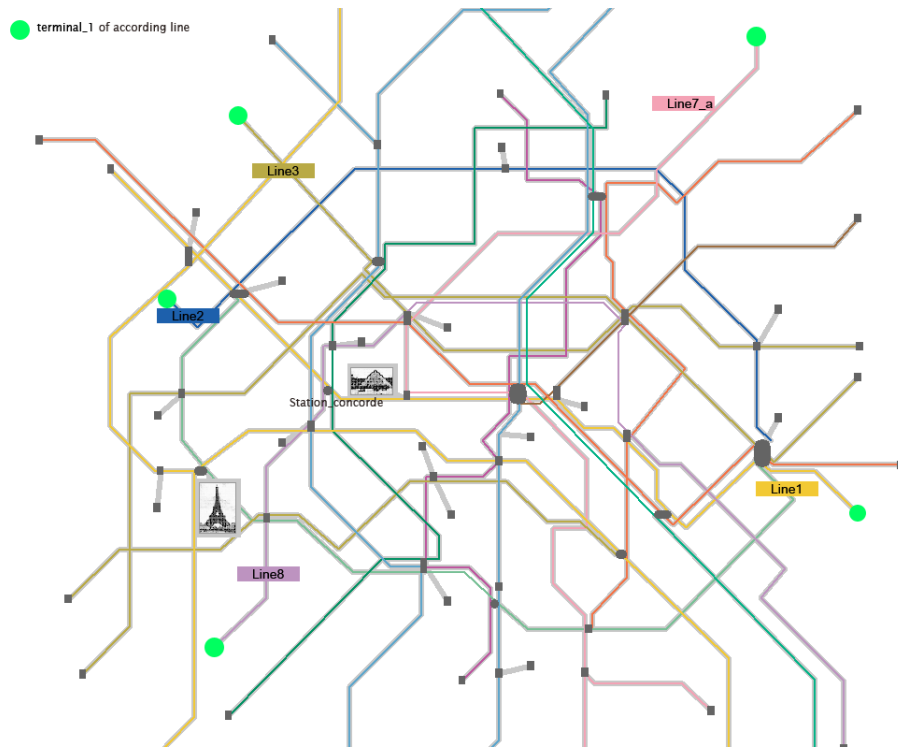 terminal_1 of according line
Line7_a
Line3
Line2
Station_concorde
Line1
Line8